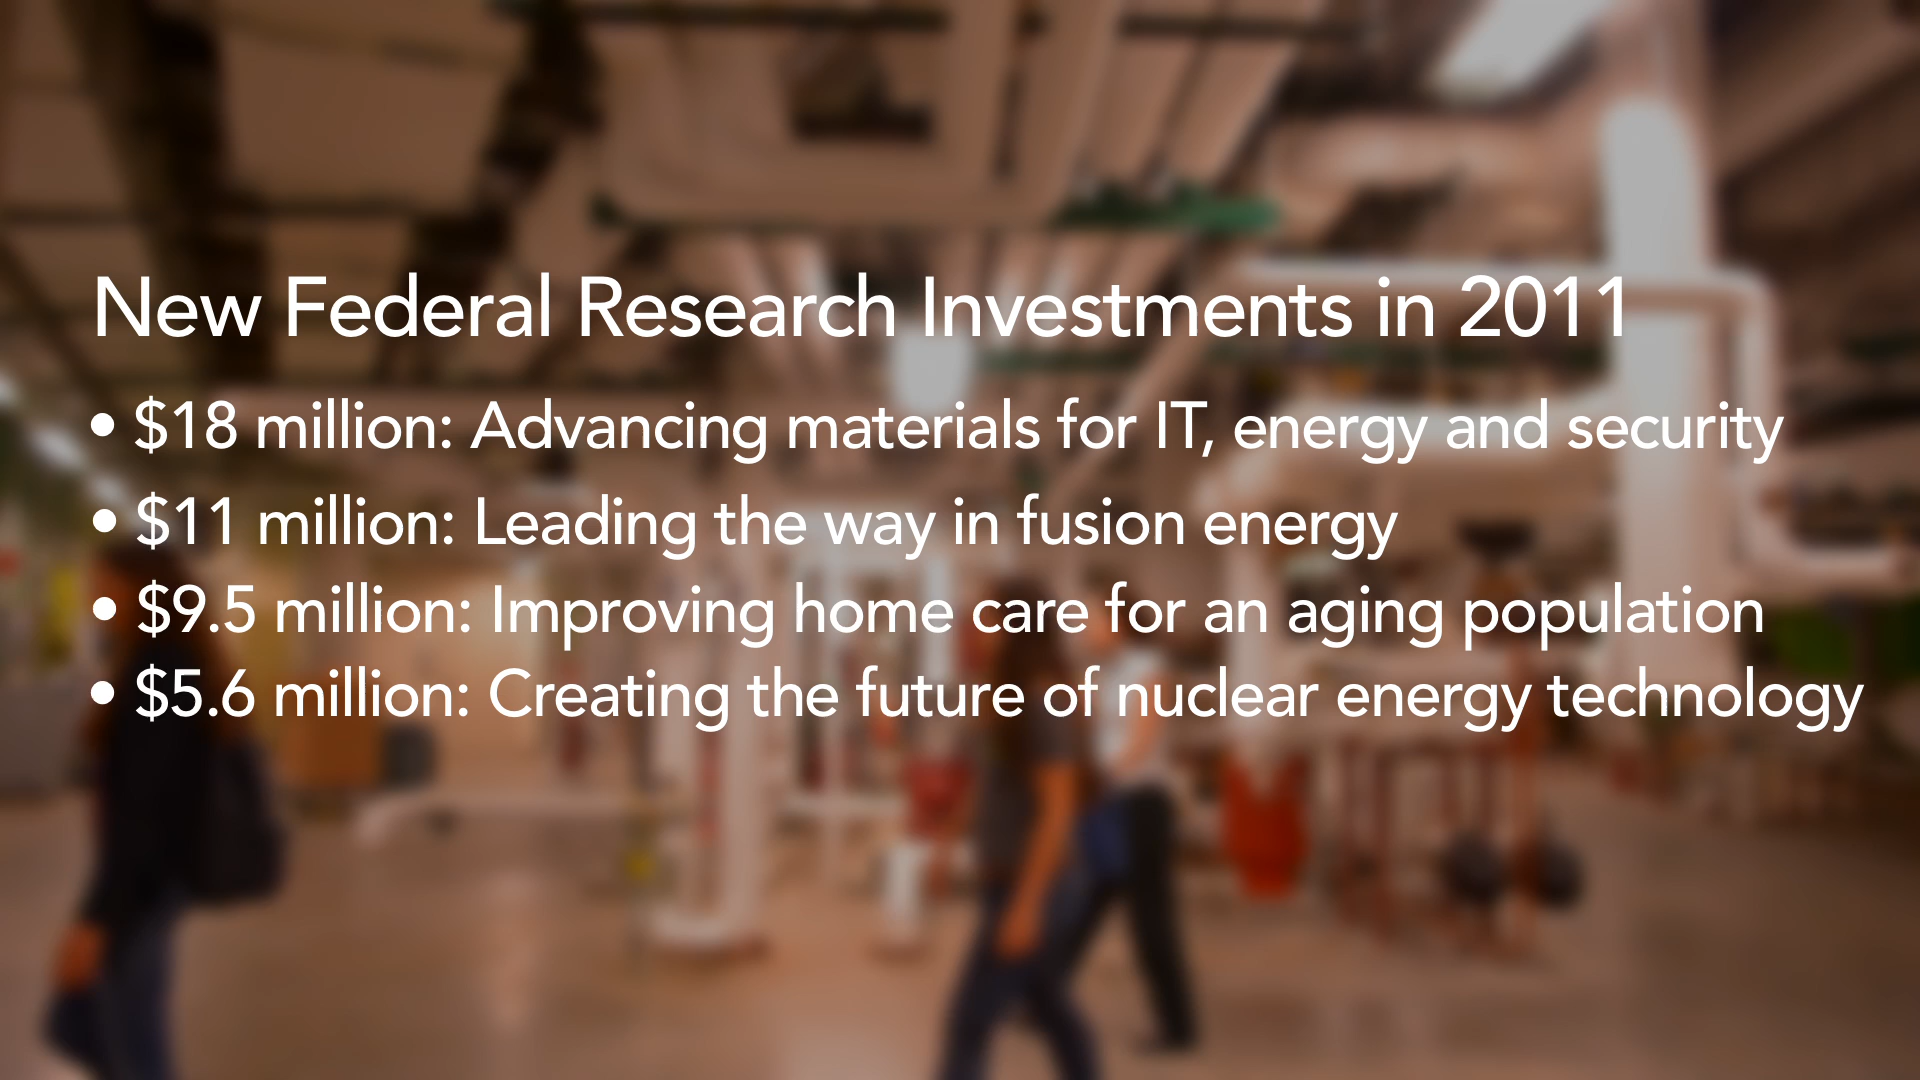 New Federal Research Investments in 2011
• $18 million: Advancing materials for IT, energy and security
• $11 million: Leading the way in fusion energy
• $9.5 million: Improving home care for an aging population
• $5.6 million: Creating the future of nuclear energy technology